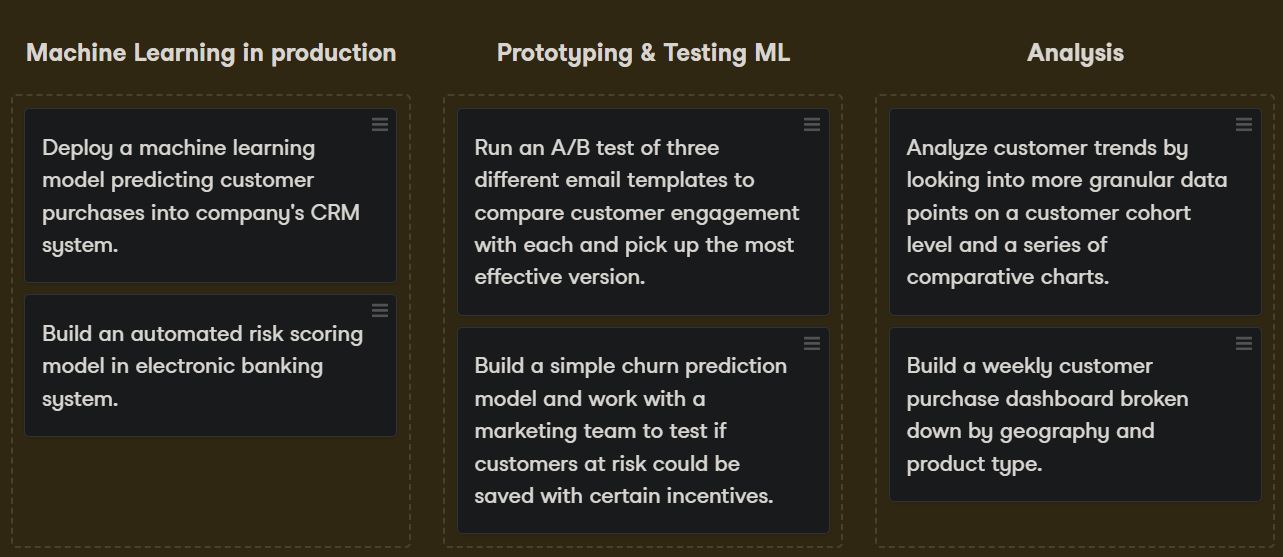 Machine Learning in production
Deploy a machine learning
model predicting customer
purchases into company's CRM
system.
Build an automated risk scoring
model in electronic banking
system.
Prototyping & Testing ML
Run an A/B test of three
different email templates to
compare customer engagement
with each and pick up the most
effective version.
Build a simple churn prediction
model and work with a
marketing team to test if
customers at risk could be
saved with certain incentives.
Analysis
Analyze customer trends by
looking into more granular data
points on a customer cohort
level and a series of
comparative charts.
Build a weekly customer
purchase dashboard broken
down by geography and
product type.